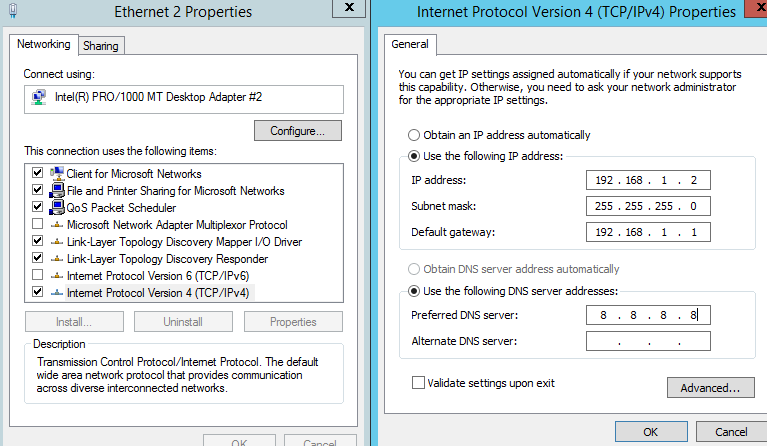 Ethernet 2 Properties
x
Networking
Sharing
Connect using:
Intel(R) PRO/1000 MT Desktop Adapter #2
Configure...
This connection uses the following items:
Client for Microsoft Networks
File and Printer Sharing for Microsoft Networks
QoS Packet Scheduler
Microsoft Network Adapter Multiplexor Protocol
Link-Layer Topology Discovery Mapper I/O Driver
Link-Layer Topology Discovery Responder
Internet Protocol Version 6 (TCP/IPv6)
Internet Protocol Version 4 (TCP/IPv4)
Install...
Uninstall
Properties
Description
Transmission Control Protocol/Internet Protocol. The default
wide area network protocol that provides communication
across diverse interconnected networks.
OK
Cancel
Internet Protocol Version 4 (TCP/IPv4) Properties
x
General
You can get IP settings assigned automatically if your network supports
this capability. Otherwise, you need to ask your network administrator
for the appropriate IP settings.
Obtain an IP address automatically
Use the following IP address:
IP address:
192 . 168 . 1 . 2
Subnet mask:
255 . 255 . 255 . 0
Default gateway:
192 . 168 . 1 . 1
Obtain DNS server address automatically
Use the following DNS server addresses:
Preferred DNS server:
8 . 8 . 8 . 8
Alternate DNS server:
. . .
Validate settings upon exit
Advanced...
OK
Cancel